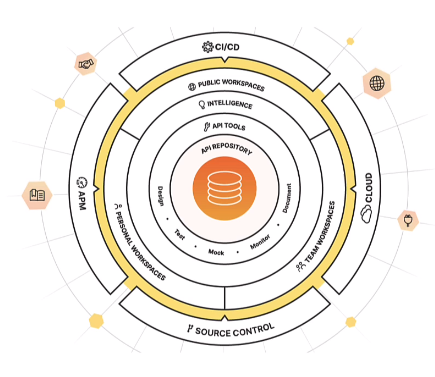 CI/CD
PUBLIC WORKSPACES
INTELLIGENCE
API TOOLS
API REPOSITORY
APM
CLOUD
Design
Test
Mock
Monitor
Document
PERSONAL WORKSPACES
TEAM WORKSPACES
SOURCE CONTROL